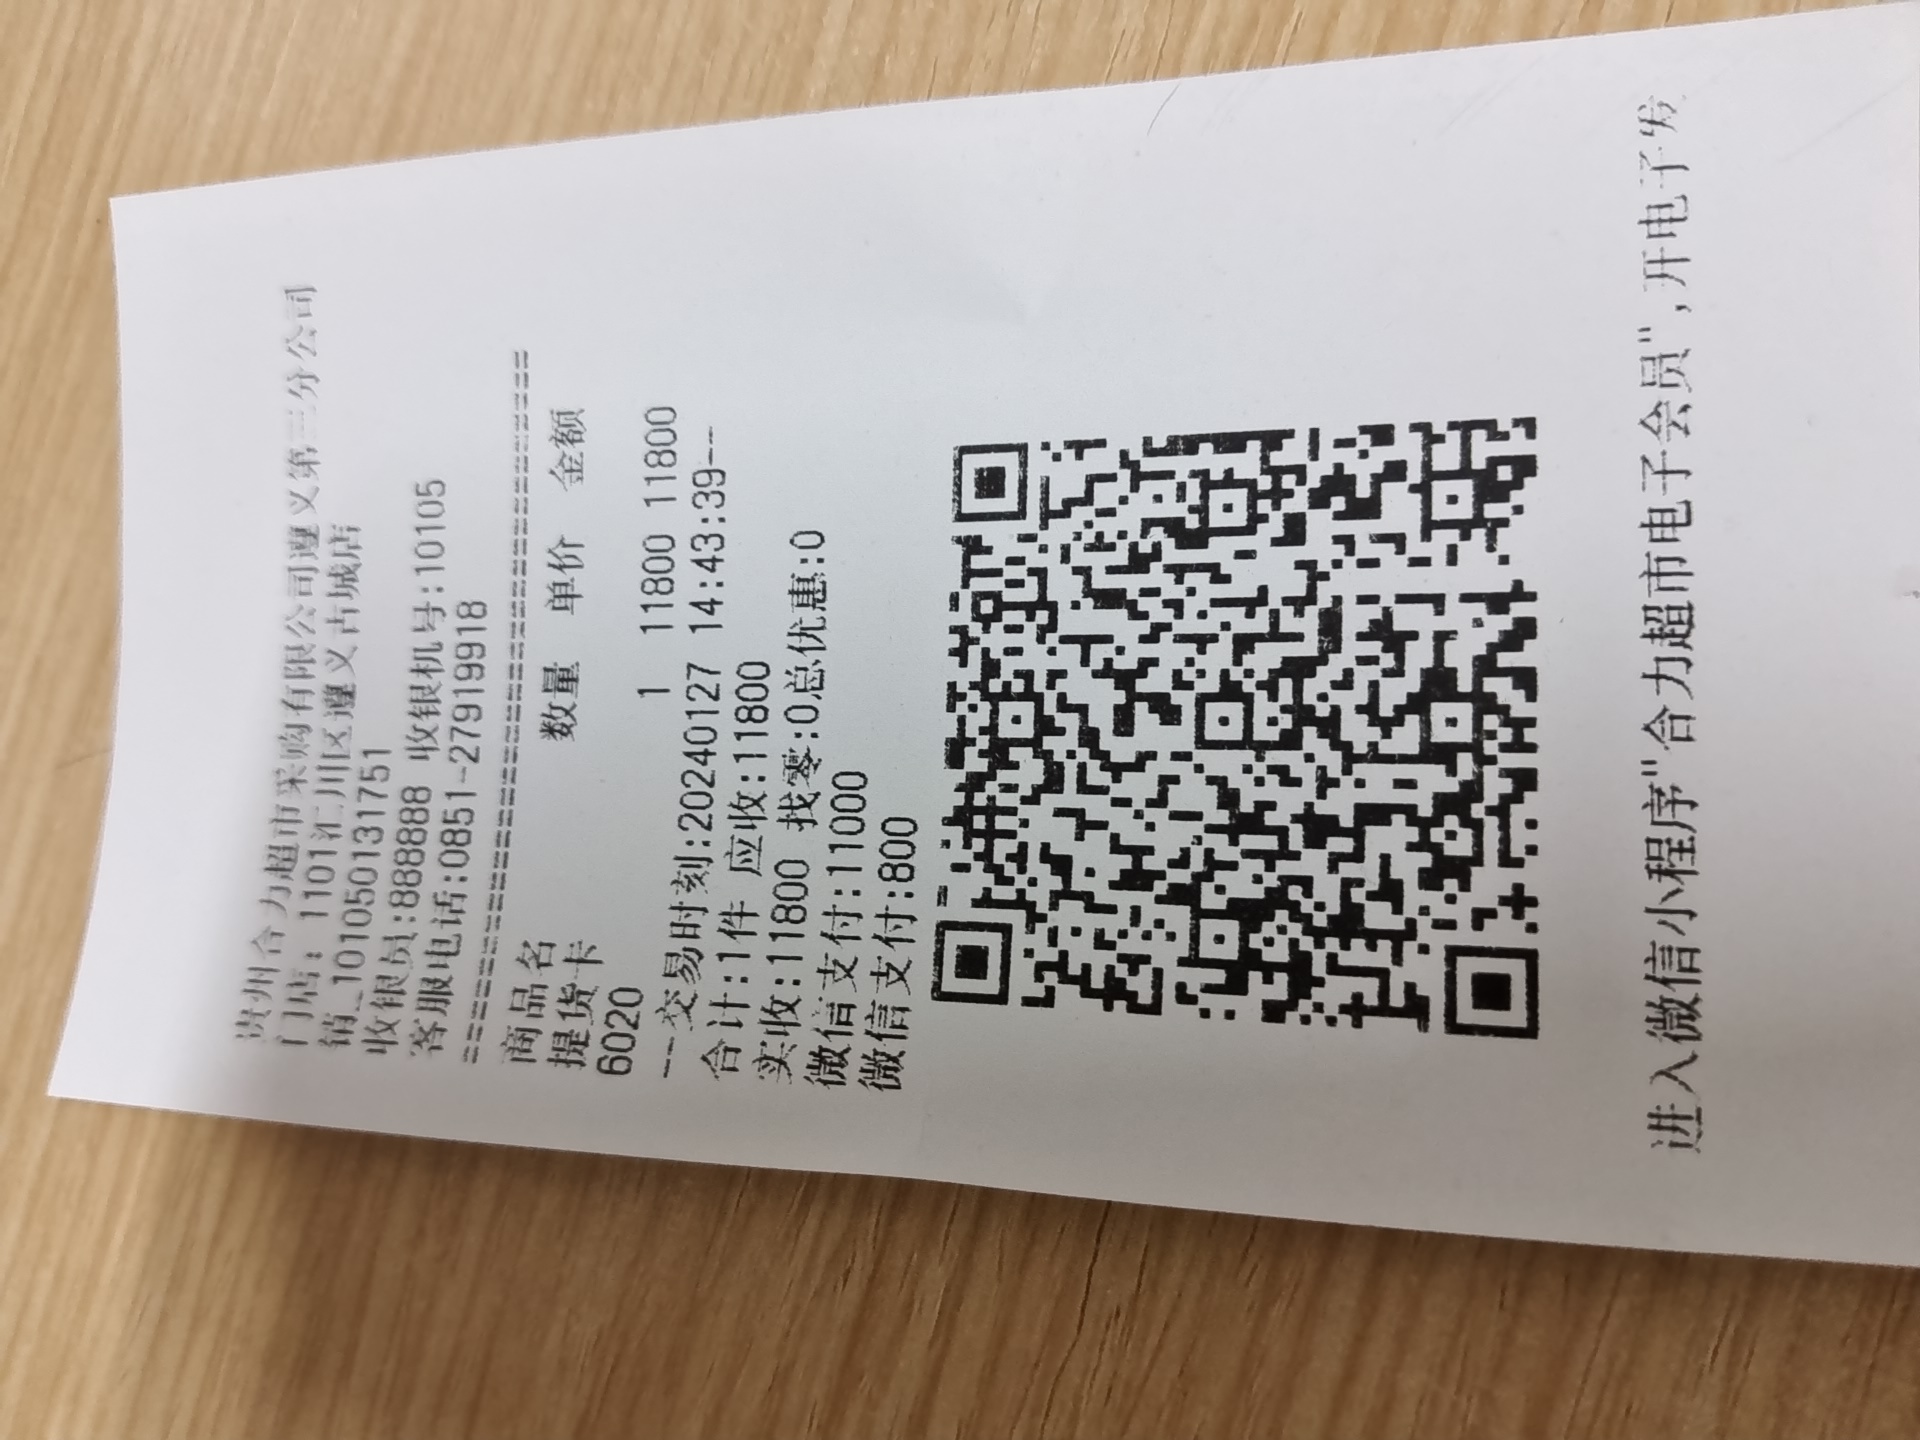 贵州合力超市采购有限公司遵义第三分公司
门店：1101汇川区遵义古城店
销_1010501131751
收银员:888888 收银机号:10105
客服电话:0851-27919918
==========================================
商品名 数量 单价 金额
提货卡
6020 1 11800 11800
--交易时刻:20240127 14:43:39--
合计:1件 应收:11800
实收:11800 找零:0总优惠:0
微信支付:11000
微信支付:800
进入微信小程序"合力超市电子会员",开电子发